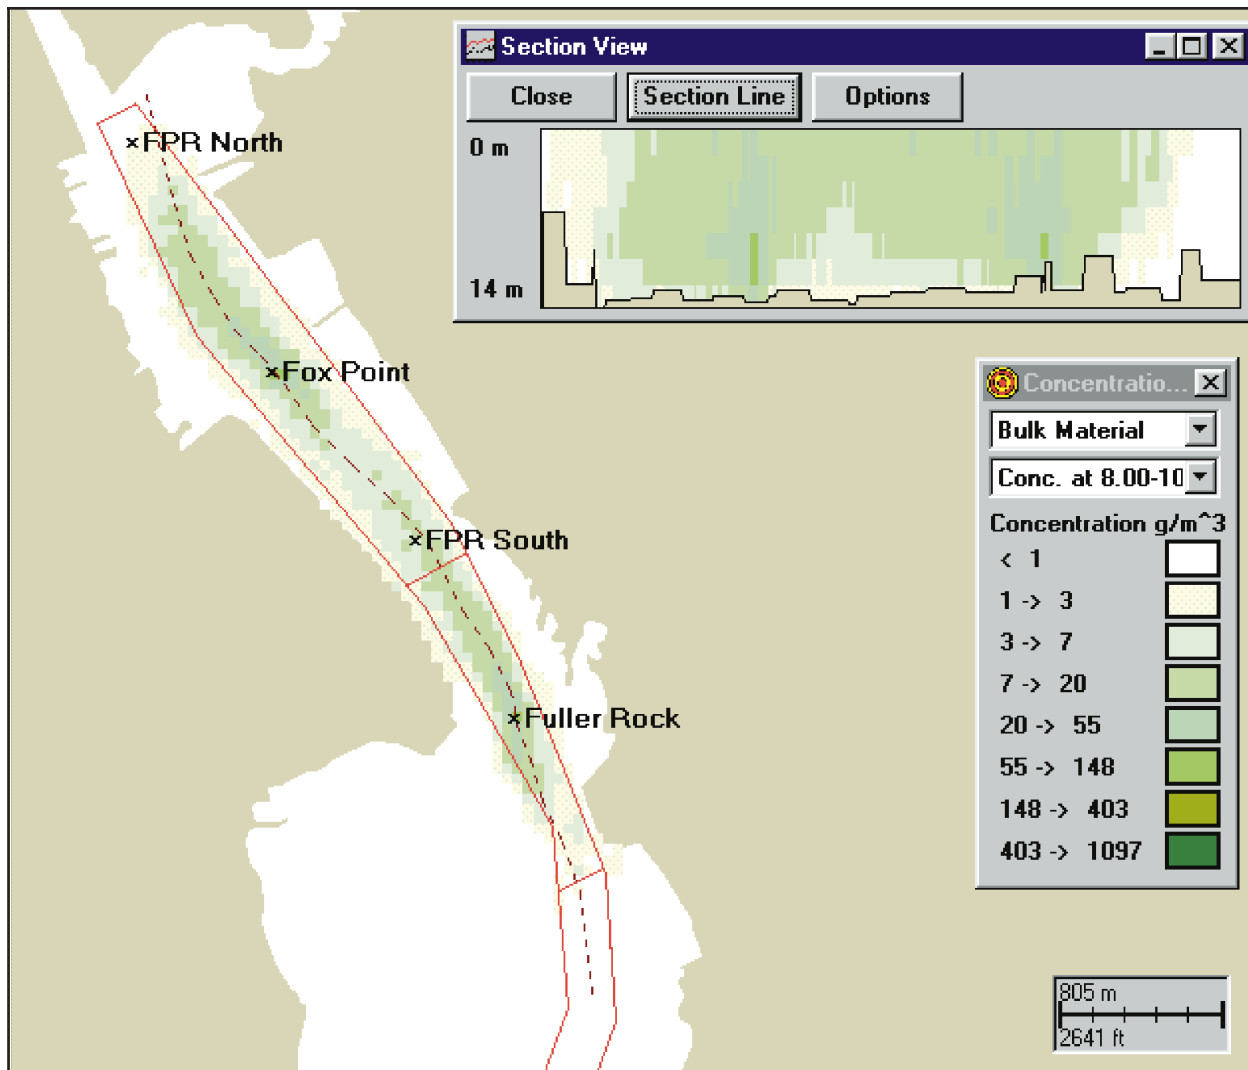 Section View
Close
Section Line
Options
0 m
14 m
FPR North
Fox Point
FPR South
Fuller Rock
Concentratio...
Bulk Material
Conc. at 8.00-10
Concentration g/m^3
< 1
1 -> 3
3 -> 7
7 -> 20
20 -> 55
55 -> 148
148 -> 403
403 -> 1097
805 m
2641 ft